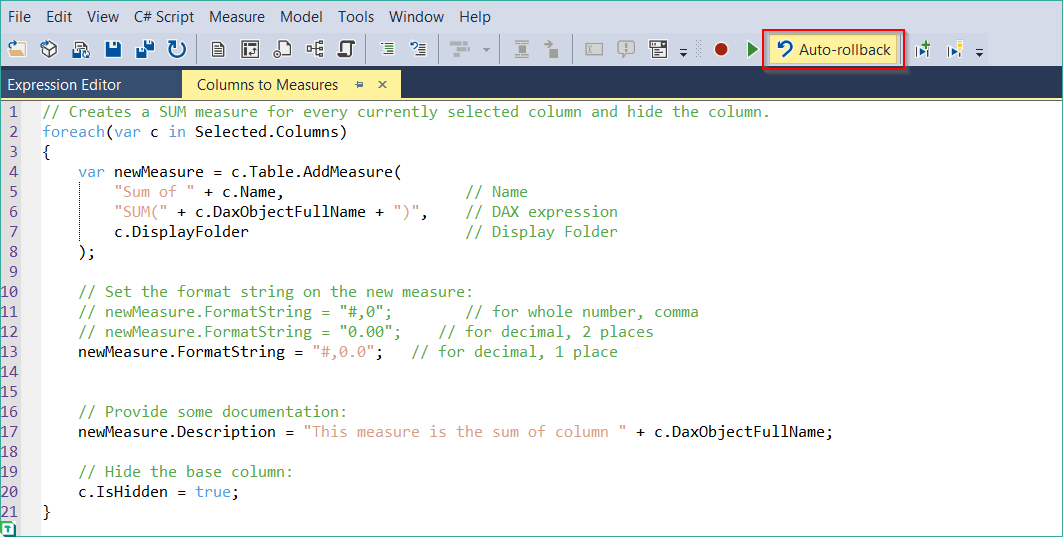 File Edit View C# Script Measure Model Tools Window Help
Auto-rollback
Expression Editor Columns to Measures
1 // Creates a SUM measure for every currently selected column and hide the column.
2 foreach(var c in Selected.Columns)
3 {
4 var newMeasure = c.Table.AddMeasure(
5 "Sum of " + c.Name, // Name
6 "SUM(" + c.DaxObjectFullName + ")", // DAX expression
7 c.DisplayFolder // Display Folder
8 );
9
10 // Set the format string on the new measure:
11 // newMeasure.FormatString = "#,0"; // for whole number, comma
12 // newMeasure.FormatString = "0.00"; // for decimal, 2 places
13 newMeasure.FormatString = "#,0.0"; // for decimal, 1 place
14
15
16 // Provide some documentation:
17 newMeasure.Description = "This measure is the sum of column " + c.DaxObjectFullName;
18
19 // Hide the base column:
20 c.IsHidden = true;
21 }